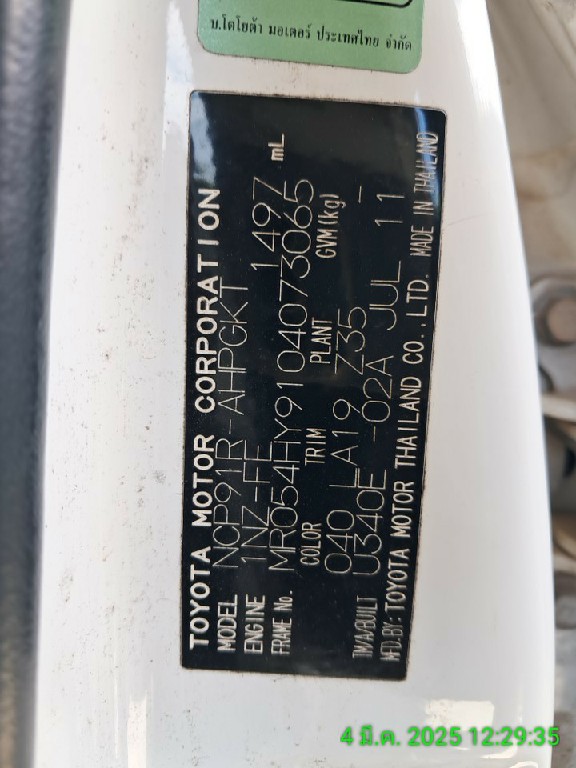 บ.โตโยต้า มอเตอร์ ประเทศไทย จำกัด
TOYOTA MOTOR CORPORATION
MODEL NCP91R-AHPGKT
ENGINE 1NZ-FE 1497 mL
FRAME No. MR054HY9104073065
COLOR TRIM PLANT GVM(kg)
040 LA19 Z35 -
TM/A/BUILT U340E -02A JUL 11
MFD.BY: TOYOTA MOTOR THAILAND CO.,LTD. MADE IN THAILAND
4 มี.ค. 2025 12:29:35